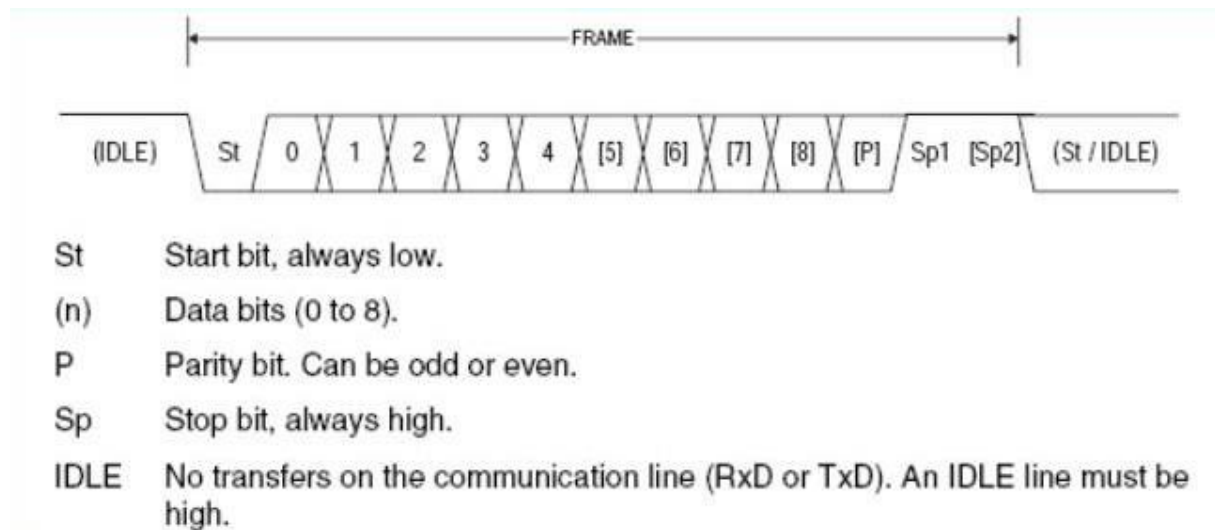 FRAME
(IDLE) St 0 1 2 3 4 [5] [6] [7] [8] [P] Sp1 [Sp2] (St / IDLE)
St Start bit, always low.
(n) Data bits (0 to 8).
P Parity bit. Can be odd or even.
Sp Stop bit, always high.
IDLE No transfers on the communication line (RxD or TxD). An IDLE line must be
high.